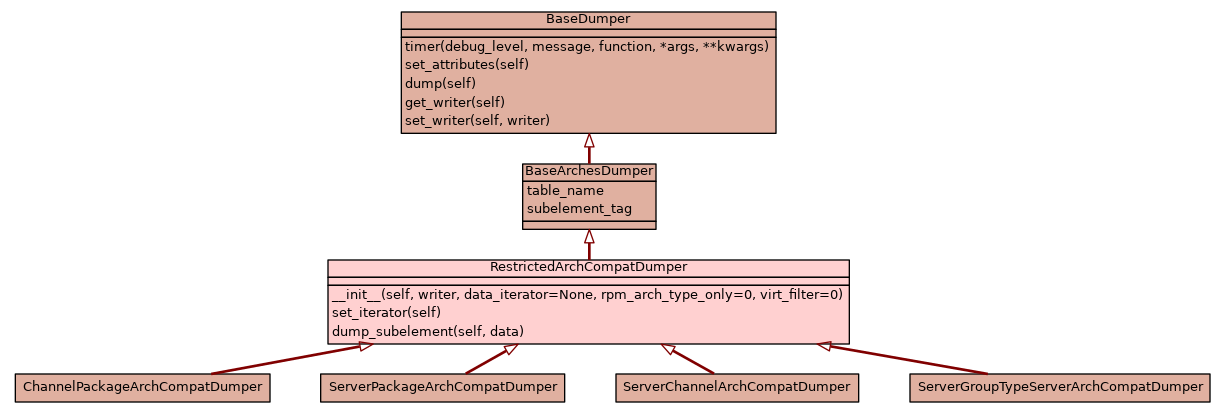 BaseDumper
timer(debug_level, message, function, *args, **kwargs)
set_attributes(self)
dump(self)
get_writer(self)
set_writer(self, writer)
BaseArchesDumper
table_name
subelement_tag
RestrictedArchCompatDumper
__init__(self, writer, data_iterator=None, rpm_arch_type_only=0, virt_filter=0)
set_iterator(self)
dump_subelement(self, data)
ChannelPackageArchCompatDumper
ServerPackageArchCompatDumper
ServerChannelArchCompatDumper
ServerGroupTypeServerArchCompatDumper